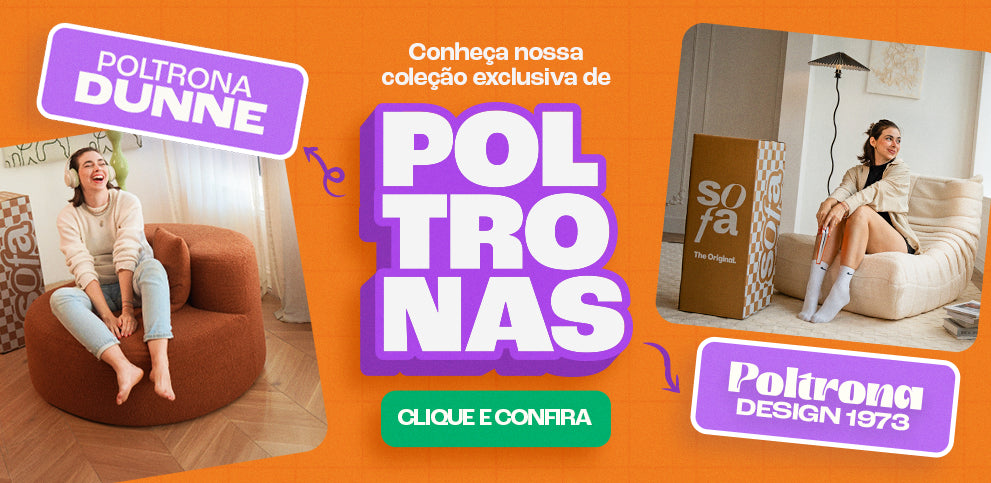 POLTRONA
DUNNE
Conheça nossa
coleção exclusiva de
POL
TRO
NAS
CLIQUE E CONFIRA
sofa
so
fa
The Original.
sofa
Poltrona
DESIGN 1973